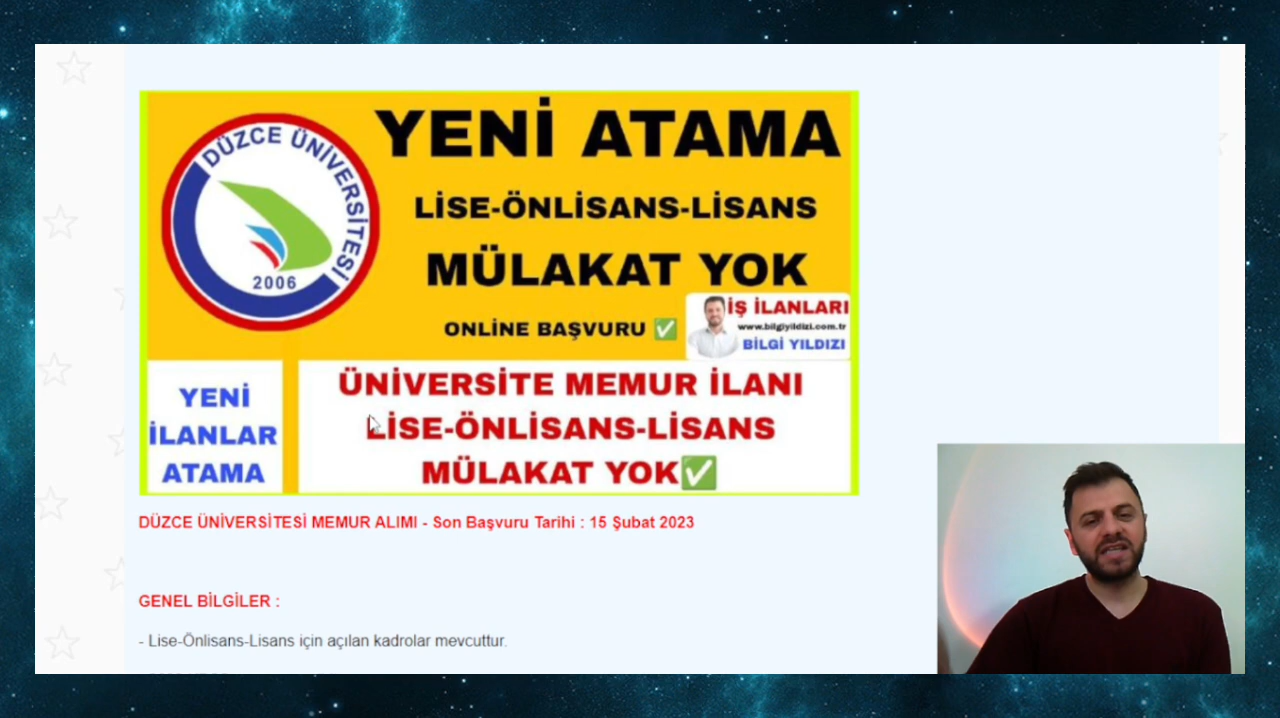 DÜZCE ÜNİVERSİTESİ
2006
YENİ ATAMA
LİSE-ÖNLİSANS-LİSANS
MÜLAKAT YOK
ONLİNE BAŞVURU ✅
İŞ İLANLARI
www.bilgiyildizi.com.tr
BİLGİ YILDIZI
YENİ
İLANLAR
ATAMA
ÜNİVERSİTE MEMUR İLANI
LİSE-ÖNLİSANS-LİSANS
MÜLAKAT YOK✅
DÜZCE ÜNİVERSİTESİ MEMUR ALIMI - Son Başvuru Tarihi : 15 Şubat 2023
GENEL BİLGİLER :
- Lise-Önlisans-Lisans için açılan kadrolar mevcuttur.